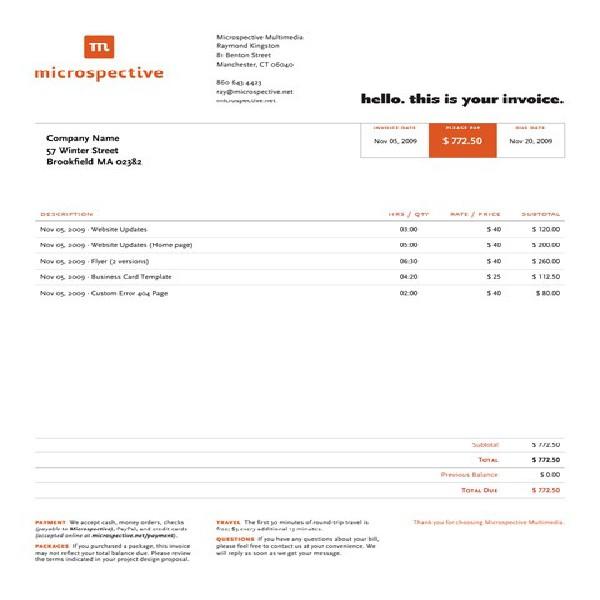 m
microspective
Microspective Multimedia
Raymond Kingston
81 Benton Street
Manchester, CT 06040
860 643 4423
ray@microspective.net
microspective.net
hello. this is your invoice.
Company Name
57 Winter Street
Brookfield MA 02382
INVOICE DATE PLEASE PAY DUE DATE
Nov 05, 2009 $ 772.50 Nov 20, 2009
DESCRIPTION HRS / QTY RATE / PRICE SUBTOTAL
Nov 05, 2009 · Website Updates 03:00 $ 40 $ 120.00
Nov 05, 2009 · Website Updates (Home page) 05:00 $ 40 $ 200.00
Nov 05, 2009 · Flyer (2 versions) 06:30 $ 40 $ 260.00
Nov 05, 2009 · Business Card Template 04:20 $ 25 $ 112.50
Nov 05, 2009 · Custom Error 404 Page 02:00 $ 40 $ 80.00
Subtotal $ 772.50
TOTAL $ 772.50
Previous Balance $ 0.00
TOTAL DUE $ 772.50
PAYMENT We accept cash, money orders, checks
(payable to Microspective), PayPal, and credit cards
(accepted online at microspective.net/payment).
PACKAGES If you purchased a package, this invoice
may not reflect your total balance due. Please review
the terms indicated in your project design proposal.
TRAVEL The first 30 minutes of round-trip travel is
free; $5 every additional 15 minutes.
QUESTIONS If you have any questions about your bill,
please feel free to contact us at your convenience. We
will reply as soon as we get your message.
Thank you for choosing Microspective Multimedia.